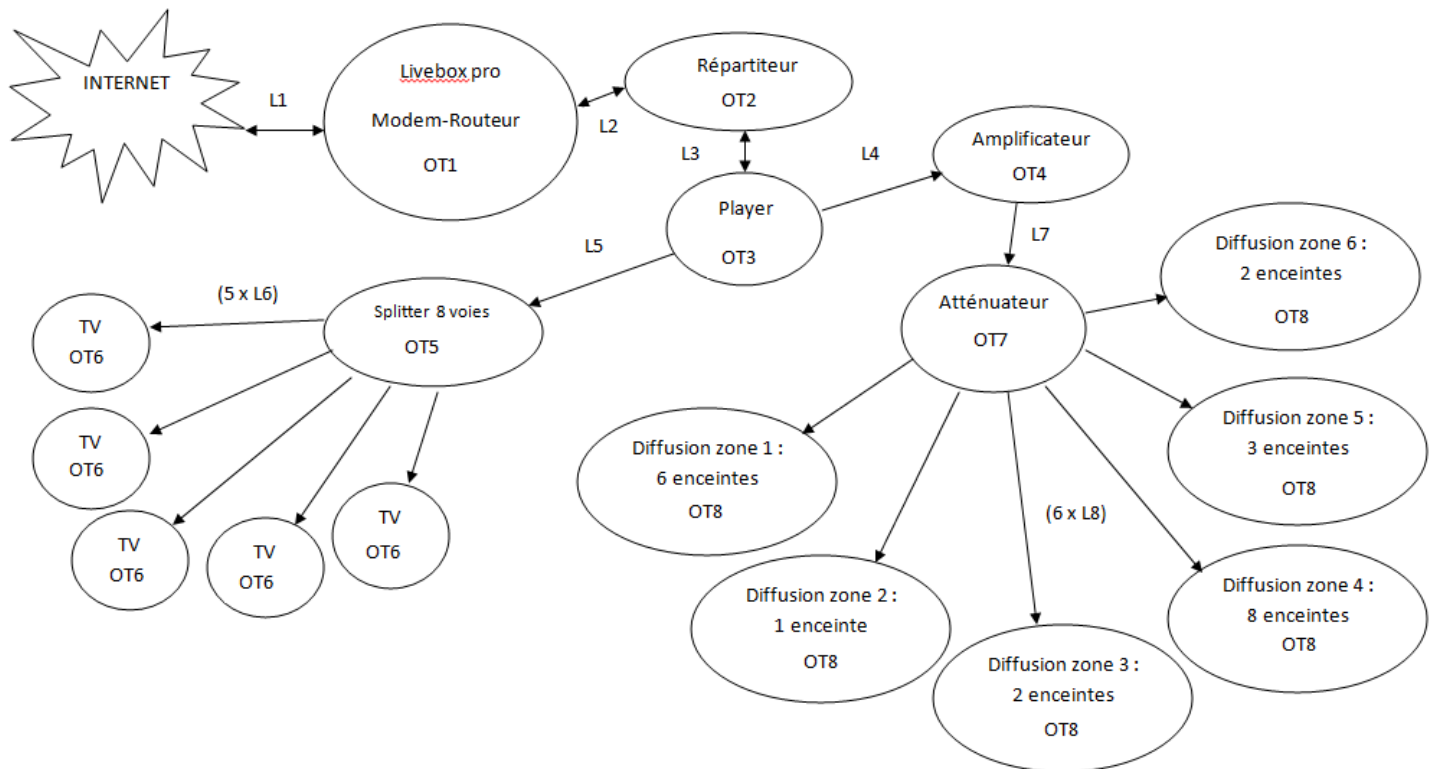 INTERNET
L1
Livebox pro
Modem-Routeur
OT1
L2
Répartiteur
OT2
L3
L4
Amplificateur
OT4
Player
OT3
L5
L7
(5 x L6)
Splitter 8 voies
OT5
TV
OT6
TV
OT6
TV
OT6
TV
OT6
TV
OT6
Atténuateur
OT7
Diffusion zone 6 :
2 enceintes
OT8
Diffusion zone 5 :
3 enceintes
OT8
Diffusion zone 1 :
6 enceintes
OT8
(6 x L8)
Diffusion zone 2 :
1 enceinte
OT8
Diffusion zone 3 :
2 enceintes
OT8
Diffusion zone 4 :
8 enceintes
OT8